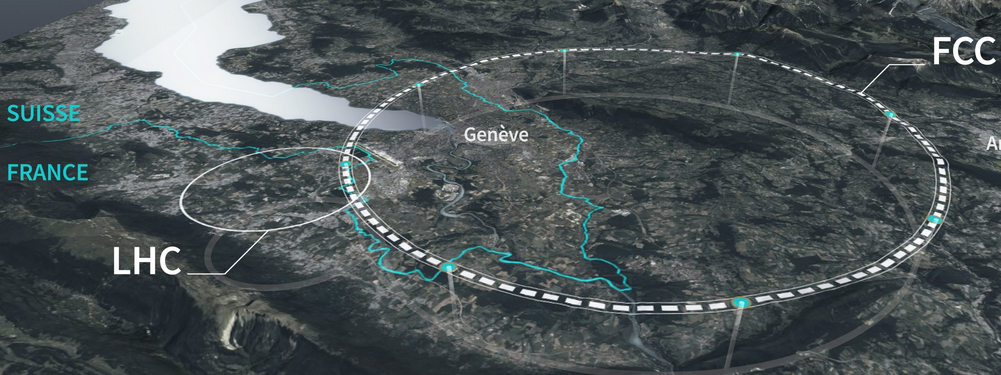 FCC
SUISSE
Genève
FRANCE
LHC